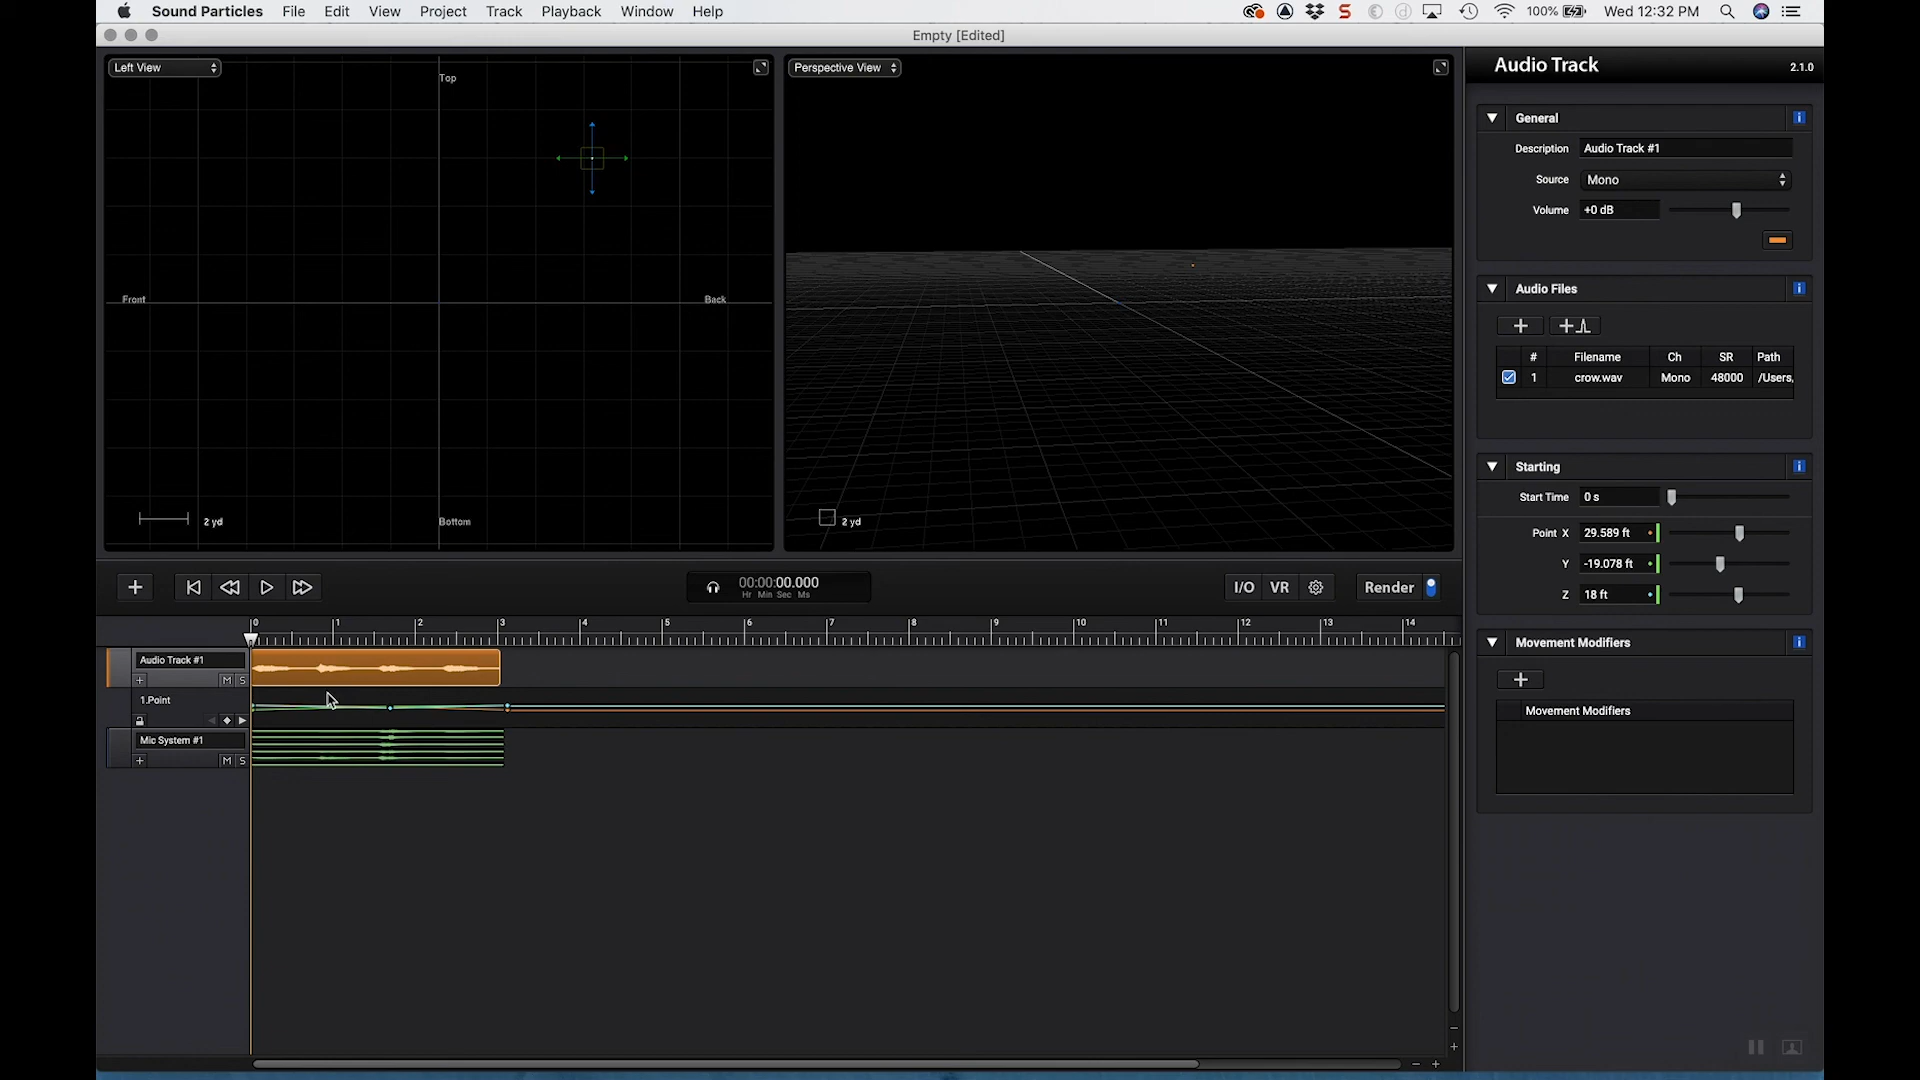 Sound Particles File Edit View Project Track Playback Window Help 100% Wed 12:32 PM
Empty [Edited]
Left View
Top
Front
Back
Bottom
2 yd
Perspective View
2 yd
Audio Track 2.1.0
General
Description Audio Track #1
Source Mono
Volume +0 dB
Audio Files
# Filename Ch SR Path
1 crow.wav Mono 48000 /Users,
Starting
Start Time 0 s
Point X 29.589 ft
Y -19.078 ft
Z 18 ft
Movement Modifiers
Movement Modifiers
00:00:00.000
Hr Min Sec Ms
I/O VR Render
0 1 2 3 4 5 6 7 8 9 10 11 12 13 14
Audio Track #1
M S
1.Point
Mic System #1
M S